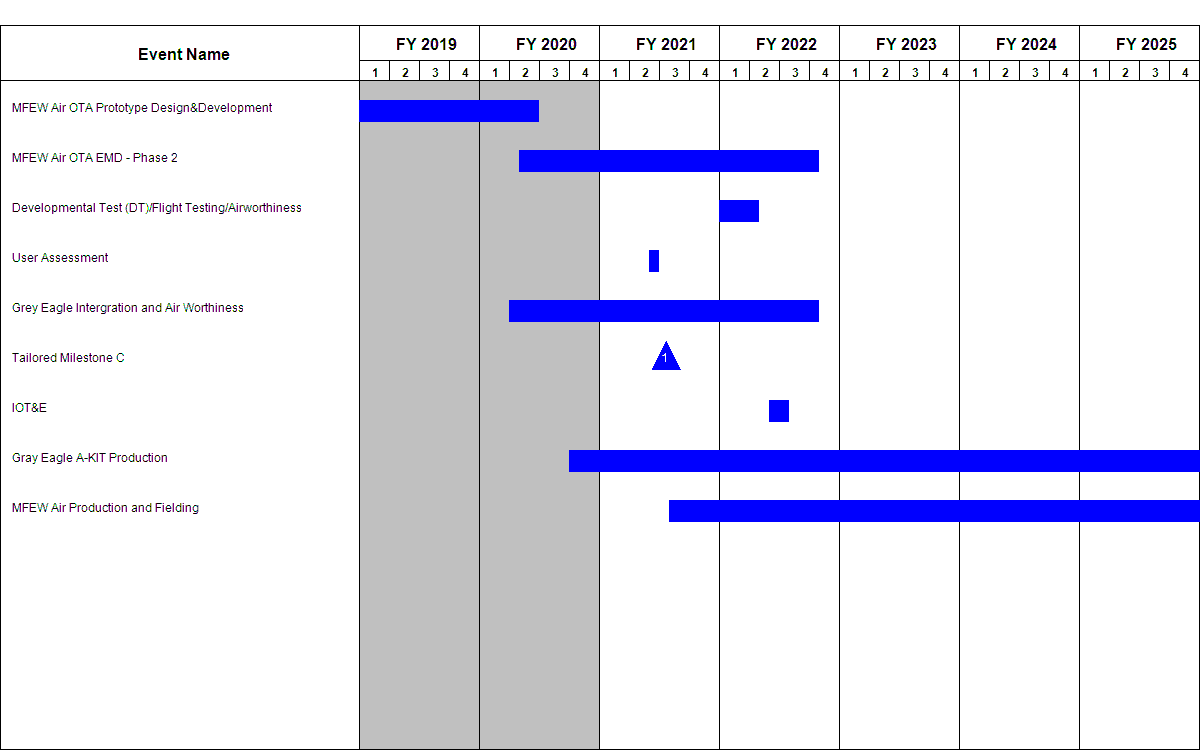 Event Name
FY 2019 FY 2020 FY 2021 FY 2022 FY 2023 FY 2024 FY 2025
1 2 3 4 1 2 3 4 1 2 3 4 1 2 3 4 1 2 3 4 1 2 3 4 1 2 3 4
MFEW Air OTA Prototype Design&Development
MFEW Air OTA EMD - Phase 2
Developmental Test (DT)/Flight Testing/Airworthiness
User Assessment
Grey Eagle Intergration and Air Worthiness
Tailored Milestone C
1
IOT&E
Gray Eagle A-KIT Production
MFEW Air Production and Fielding